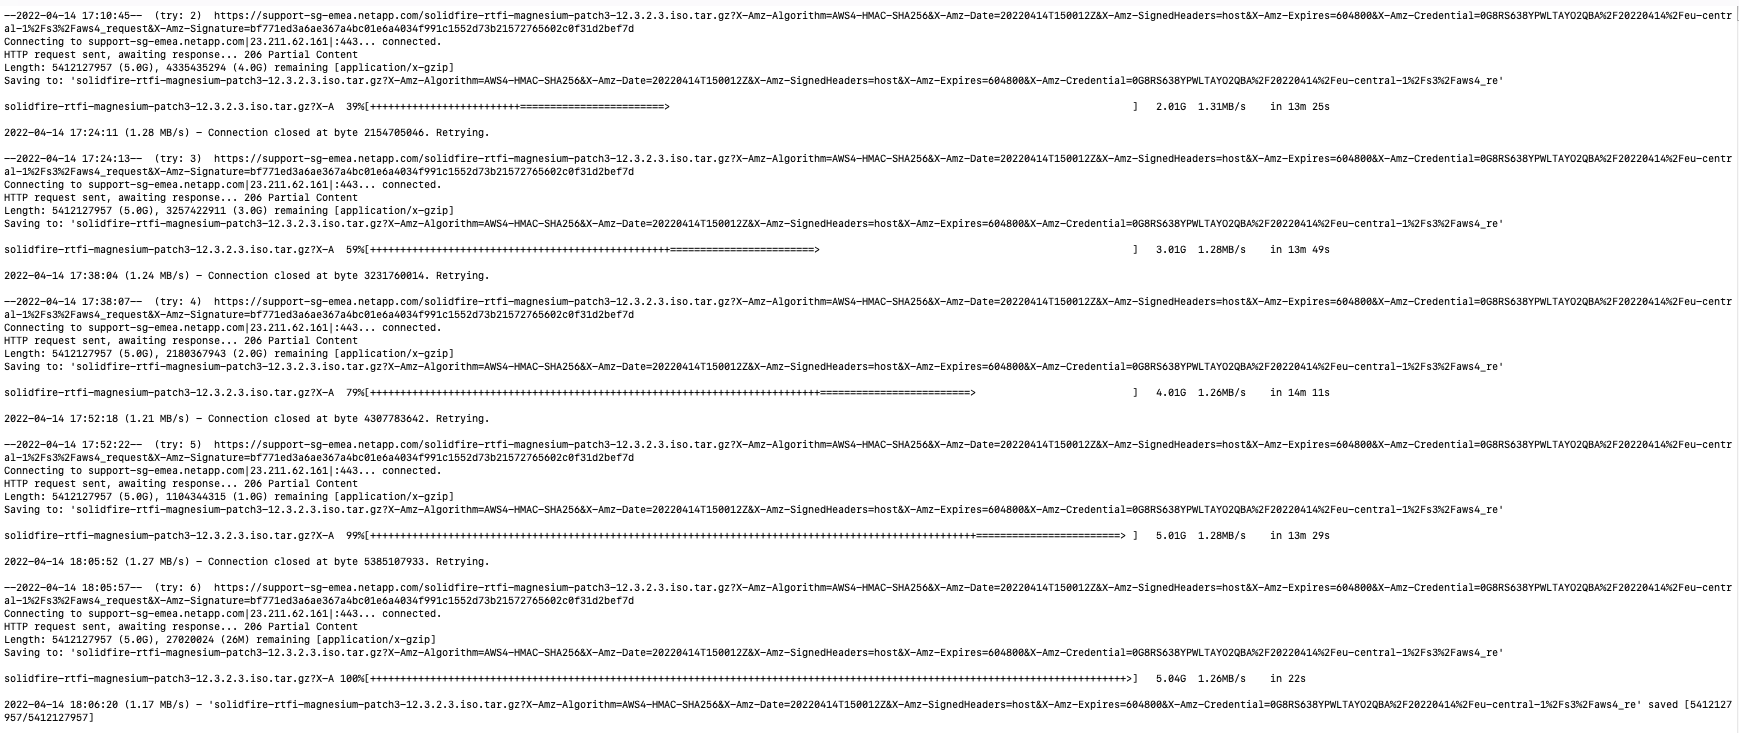 --2022-04-14 17:10:45--  (try: 2)  https://support-sg-emea.netapp.com/solidfire-rtfi-magnesium-patch3-12.3.2.3.iso.tar.gz?X-Amz-Algorithm=AWS4-HMAC-SHA256&X-Amz-Date=20220414T150012Z&X-Amz-SignedHeaders=host&X-Amz-Expires=604800&X-Amz-Credential=0G8RS638YPWLTAYO2QBA%2F20220414%2Feu-centr
al-1%2Fs3%2Faws4_request&X-Amz-Signature=bf771ed3a6ae367a4bc01e6a4034f991c1552d73b21572765602c0f31d2bef7d
Connecting to support-sg-emea.netapp.com|23.211.62.161|:443... connected.
HTTP request sent, awaiting response... 206 Partial Content
Length: 5412127957 (5.0G), 4335435294 (4.0G) remaining [application/x-gzip]
Saving to: 'solidfire-rtfi-magnesium-patch3-12.3.2.3.iso.tar.gz?X-Amz-Algorithm=AWS4-HMAC-SHA256&X-Amz-Date=20220414T150012Z&X-Amz-SignedHeaders=host&X-Amz-Expires=604800&X-Amz-Credential=0G8RS638YPWLTAYO2QBA%2F20220414%2Feu-central-1%2Fs3%2Faws4_re'
solidfire-rtfi-magnesium-patch3-12.3.2.3.iso.tar.gz?X-A  39%[+++++++++++++++++++++++++========================>                                                                              ]   2.01G  1.31MB/s    in 13m 25s
2022-04-14 17:24:11 (1.28 MB/s) - Connection closed at byte 2154705046. Retrying.
--2022-04-14 17:24:13--  (try: 3)  https://support-sg-emea.netapp.com/solidfire-rtfi-magnesium-patch3-12.3.2.3.iso.tar.gz?X-Amz-Algorithm=AWS4-HMAC-SHA256&X-Amz-Date=20220414T150012Z&X-Amz-SignedHeaders=host&X-Amz-Expires=604800&X-Amz-Credential=0G8RS638YPWLTAYO2QBA%2F20220414%2Feu-centr
al-1%2Fs3%2Faws4_request&X-Amz-Signature=bf771ed3a6ae367a4bc01e6a4034f991c1552d73b21572765602c0f31d2bef7d
Connecting to support-sg-emea.netapp.com|23.211.62.161|:443... connected.
HTTP request sent, awaiting response... 206 Partial Content
Length: 5412127957 (5.0G), 3257422911 (3.0G) remaining [application/x-gzip]
Saving to: 'solidfire-rtfi-magnesium-patch3-12.3.2.3.iso.tar.gz?X-Amz-Algorithm=AWS4-HMAC-SHA256&X-Amz-Date=20220414T150012Z&X-Amz-SignedHeaders=host&X-Amz-Expires=604800&X-Amz-Credential=0G8RS638YPWLTAYO2QBA%2F20220414%2Feu-central-1%2Fs3%2Faws4_re'
solidfire-rtfi-magnesium-patch3-12.3.2.3.iso.tar.gz?X-A  59%[++++++++++++++++++++++++++++++++++++++++++++++++++========================>                                                     ]   3.01G  1.28MB/s    in 13m 49s
2022-04-14 17:38:04 (1.24 MB/s) - Connection closed at byte 3231760014. Retrying.
--2022-04-14 17:38:07--  (try: 4)  https://support-sg-emea.netapp.com/solidfire-rtfi-magnesium-patch3-12.3.2.3.iso.tar.gz?X-Amz-Algorithm=AWS4-HMAC-SHA256&X-Amz-Date=20220414T150012Z&X-Amz-SignedHeaders=host&X-Amz-Expires=604800&X-Amz-Credential=0G8RS638YPWLTAYO2QBA%2F20220414%2Feu-centr
al-1%2Fs3%2Faws4_request&X-Amz-Signature=bf771ed3a6ae367a4bc01e6a4034f991c1552d73b21572765602c0f31d2bef7d
Connecting to support-sg-emea.netapp.com|23.211.62.161|:443... connected.
HTTP request sent, awaiting response... 206 Partial Content
Length: 5412127957 (5.0G), 2180367943 (2.0G) remaining [application/x-gzip]
Saving to: 'solidfire-rtfi-magnesium-patch3-12.3.2.3.iso.tar.gz?X-Amz-Algorithm=AWS4-HMAC-SHA256&X-Amz-Date=20220414T150012Z&X-Amz-SignedHeaders=host&X-Amz-Expires=604800&X-Amz-Credential=0G8RS638YPWLTAYO2QBA%2F20220414%2Feu-central-1%2Fs3%2Faws4_re'
solidfire-rtfi-magnesium-patch3-12.3.2.3.iso.tar.gz?X-A  79%[+++++++++++++++++++++++++++++++++++++++++++++++++++++++++++++++++++++++++++=========================>                           ]   4.01G  1.26MB/s    in 14m 11s
2022-04-14 17:52:18 (1.21 MB/s) - Connection closed at byte 4307783642. Retrying.
--2022-04-14 17:52:22--  (try: 5)  https://support-sg-emea.netapp.com/solidfire-rtfi-magnesium-patch3-12.3.2.3.iso.tar.gz?X-Amz-Algorithm=AWS4-HMAC-SHA256&X-Amz-Date=20220414T150012Z&X-Amz-SignedHeaders=host&X-Amz-Expires=604800&X-Amz-Credential=0G8RS638YPWLTAYO2QBA%2F20220414%2Feu-centr
al-1%2Fs3%2Faws4_request&X-Amz-Signature=bf771ed3a6ae367a4bc01e6a4034f991c1552d73b21572765602c0f31d2bef7d
Connecting to support-sg-emea.netapp.com|23.211.62.161|:443... connected.
HTTP request sent, awaiting response... 206 Partial Content
Length: 5412127957 (5.0G), 1104344315 (1.0G) remaining [application/x-gzip]
Saving to: 'solidfire-rtfi-magnesium-patch3-12.3.2.3.iso.tar.gz?X-Amz-Algorithm=AWS4-HMAC-SHA256&X-Amz-Date=20220414T150012Z&X-Amz-SignedHeaders=host&X-Amz-Expires=604800&X-Amz-Credential=0G8RS638YPWLTAYO2QBA%2F20220414%2Feu-central-1%2Fs3%2Faws4_re'
solidfire-rtfi-magnesium-patch3-12.3.2.3.iso.tar.gz?X-A  99%[+++++++++++++++++++++++++++++++++++++++++++++++++++++++++++++++++++++++++++++++++++++++++++++++++++++========================> ]   5.01G  1.28MB/s    in 13m 29s
2022-04-14 18:05:52 (1.27 MB/s) - Connection closed at byte 5385107933. Retrying.
--2022-04-14 18:05:57--  (try: 6)  https://support-sg-emea.netapp.com/solidfire-rtfi-magnesium-patch3-12.3.2.3.iso.tar.gz?X-Amz-Algorithm=AWS4-HMAC-SHA256&X-Amz-Date=20220414T150012Z&X-Amz-SignedHeaders=host&X-Amz-Expires=604800&X-Amz-Credential=0G8RS638YPWLTAYO2QBA%2F20220414%2Feu-centr
al-1%2Fs3%2Faws4_request&X-Amz-Signature=bf771ed3a6ae367a4bc01e6a4034f991c1552d73b21572765602c0f31d2bef7d
Connecting to support-sg-emea.netapp.com|23.211.62.161|:443... connected.
HTTP request sent, awaiting response... 206 Partial Content
Length: 5412127957 (5.0G), 27020024 (26M) remaining [application/x-gzip]
Saving to: 'solidfire-rtfi-magnesium-patch3-12.3.2.3.iso.tar.gz?X-Amz-Algorithm=AWS4-HMAC-SHA256&X-Amz-Date=20220414T150012Z&X-Amz-SignedHeaders=host&X-Amz-Expires=604800&X-Amz-Credential=0G8RS638YPWLTAYO2QBA%2F20220414%2Feu-central-1%2Fs3%2Faws4_re'
solidfire-rtfi-magnesium-patch3-12.3.2.3.iso.tar.gz?X-A 100%[++++++++++++++++++++++++++++++++++++++++++++++++++++++++++++++++++++++++++++++++++++++++++++++++++++++++++++++++++++++++++++++>]   5.04G  1.26MB/s    in 22s
2022-04-14 18:06:20 (1.17 MB/s) - 'solidfire-rtfi-magnesium-patch3-12.3.2.3.iso.tar.gz?X-Amz-Algorithm=AWS4-HMAC-SHA256&X-Amz-Date=20220414T150012Z&X-Amz-SignedHeaders=host&X-Amz-Expires=604800&X-Amz-Credential=0G8RS638YPWLTAYO2QBA%2F20220414%2Feu-central-1%2Fs3%2Faws4_re' saved [5412127
957/5412127957]